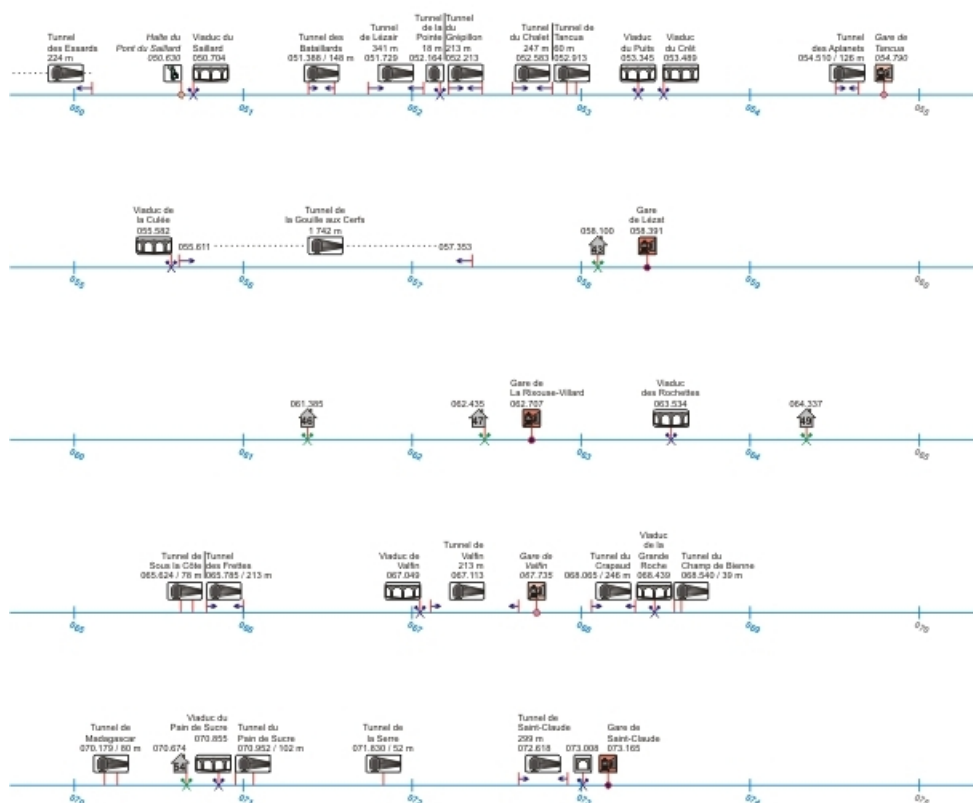 Tunnel
des Essards
224 m
Halte du
Pont du Saillard
050.630
Viaduc du
Saillard
050.704
Tunnel des
Bataillards
051.388 / 148 m
Tunnel
de Lézair
341 m
051.729
Tunnel
de la
Pointe
18 m
052.164
Tunnel
du
Grépillon
213 m
052.213
Tunnel
du Chalet
247 m
052.583
Tunnel de
Tancua
60 m
052.913
Viaduc
du Puits
053.345
Viaduc
du Crêt
053.489
Tunnel
des Aplanets
054.510 / 126 m
Gare de
Tancua
054.790
050
051
052
053
054
055
Viaduc de
la Culée
055.582
055.611
Tunnel de
la Gouille aux Cerfs
1 742 m
057.353
058.100
43
Gare
de Lézat
058.391
055
056
057
058
059
060
061.385
46
062.435
47
Gare de
La Rixouse-Villard
062.707
Viaduc
des Rochettes
063.534
064.337
49
060
061
062
063
064
065
Tunnel de
Sous la Côte
065.624 / 78 m
Tunnel
des Frettes
065.785 / 213 m
Viaduc de
Valfin
067.049
Tunnel de
Valfin
213 m
067.113
Gare de
Valfin
067.735
Tunnel du
Crapaud
068.065 / 246 m
Viaduc
de la
Grande
Roche
068.439
Tunnel du
Champ de Bienne
068.540 / 39 m
065
066
067
068
069
070
Tunnel de
Madagascar
070.179 / 80 m
070.674
54
Viaduc du
Pain de Sucre
070.855
Tunnel du
Pain de Sucre
070.952 / 102 m
Tunnel de
la Serre
071.830 / 52 m
Tunnel de
Saint-Claude
299 m
072.618
073.008
Gare de
Saint-Claude
073.165